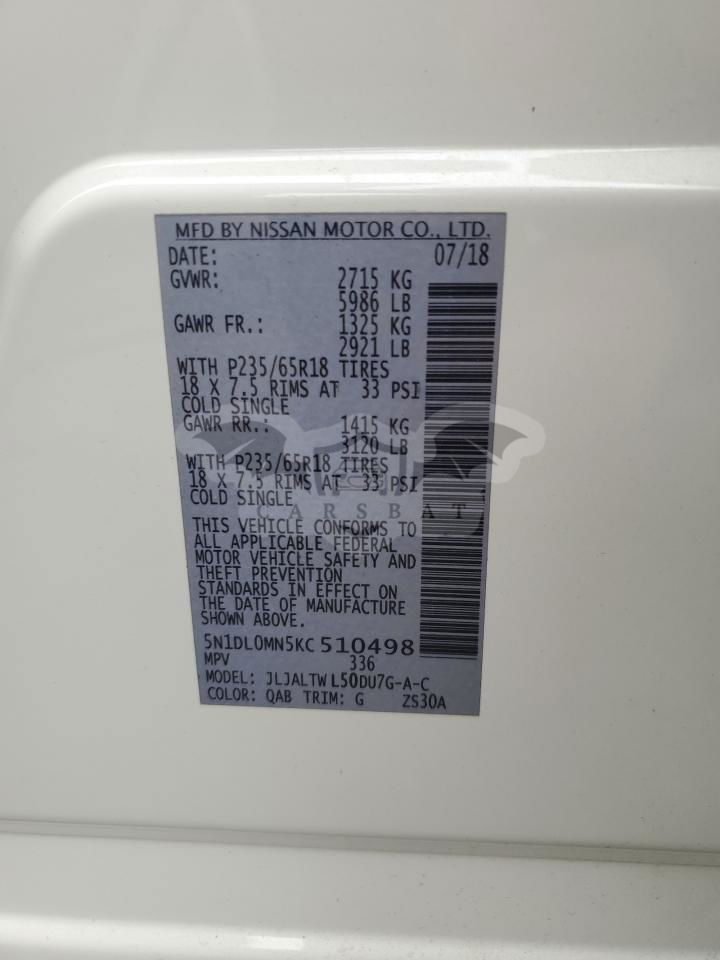 MFD BY NISSAN MOTOR CO., LTD.
DATE: 07/18
GVWR: 2715 KG
5986 LB
GAWR FR.: 1325 KG
2921 LB
WITH P235/65R18 TIRES
18 X 7.5 RIMS AT 33 PSI
COLD SINGLE
GAWR RR.: 1415 KG
3120 LB
WITH P235/65R18 TIRES
18 X 7.5 RIMS AT 33 PSI
COLD SINGLE
CARSBAT
THIS VEHICLE CONFORMS TO
ALL APPLICABLE FEDERAL
MOTOR VEHICLE SAFETY AND
THEFT PREVENTION
STANDARDS IN EFFECT ON
THE DATE OF MANUFACTURE
SHOWN ABOVE.
5N1DL0MN5KC510498
MPV 336
MODEL: JLJALTWL50DU7G-A-C
COLOR: QAB TRIM: G ZS30A